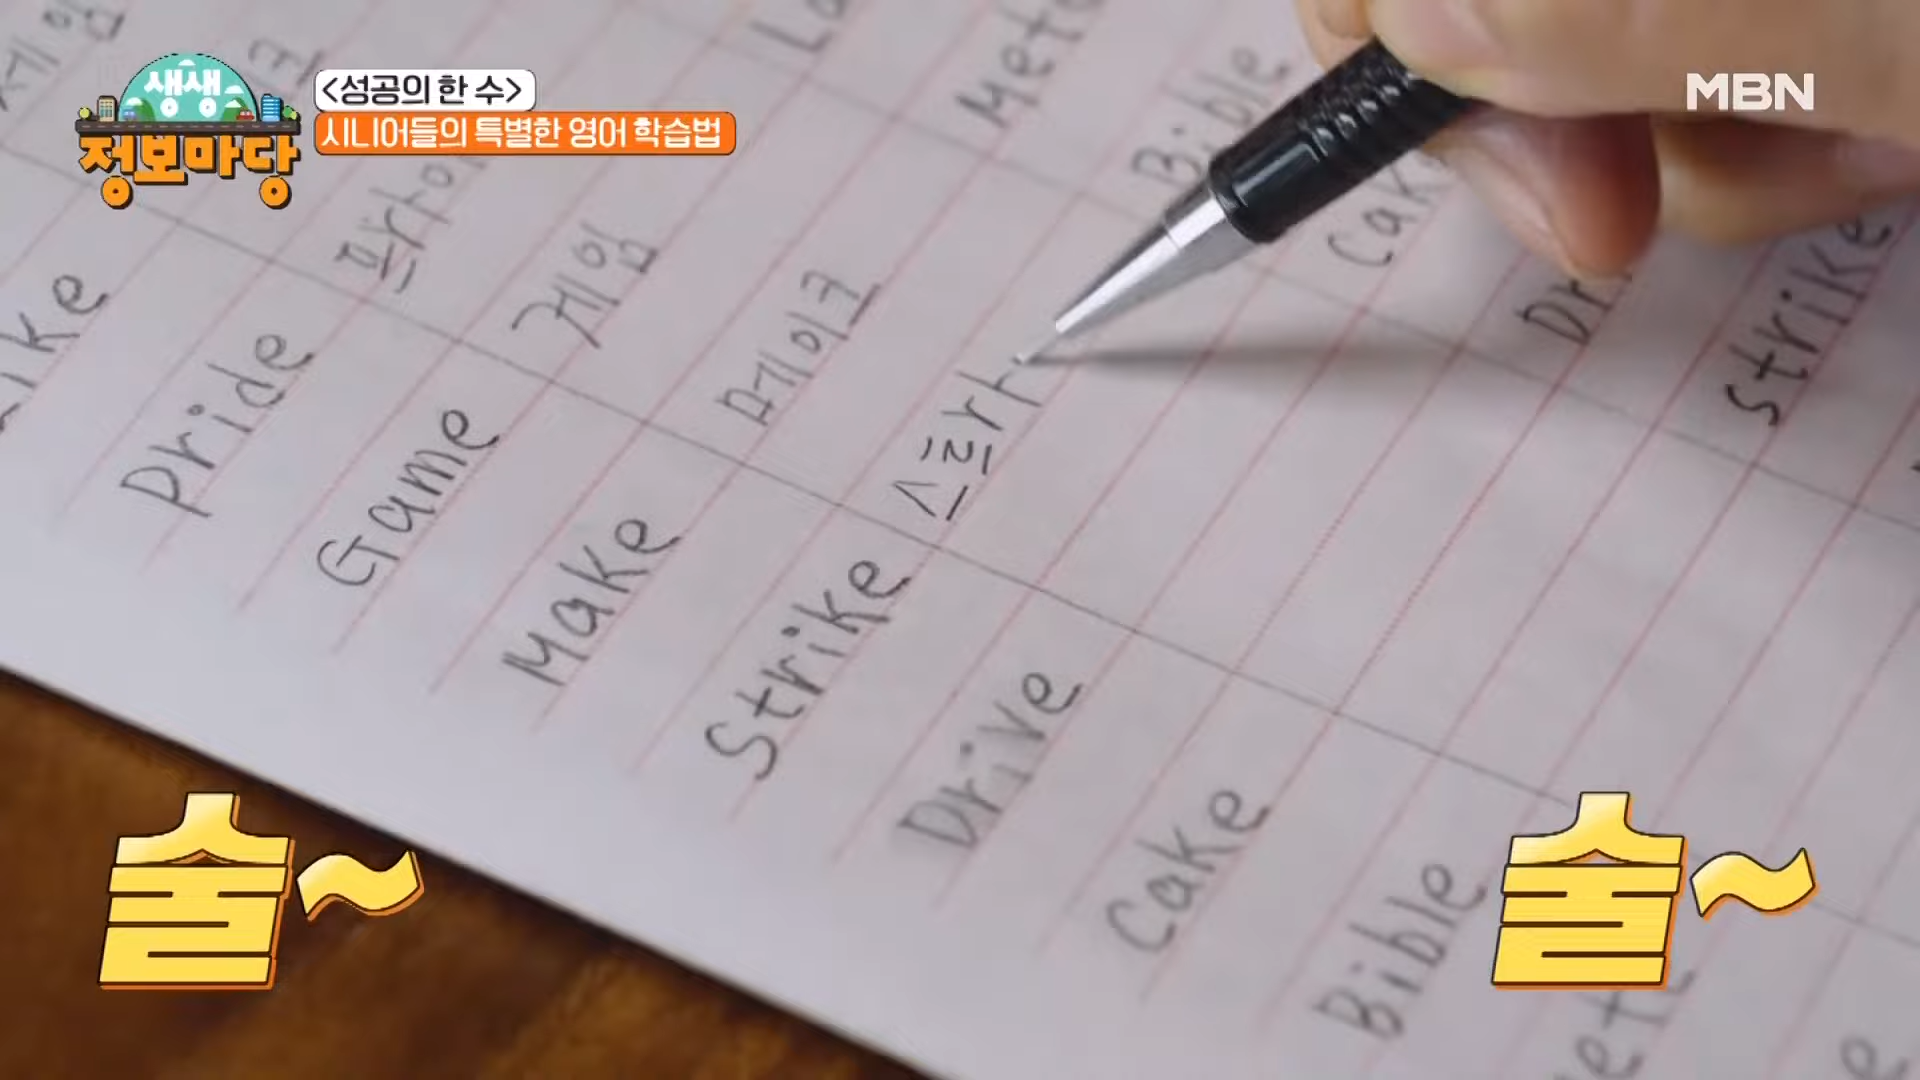 생생
정보마당
<성공의 한 수>
시니어들의 특별한 영어 학습법
MBN
Pride
Game 게임
Make 메이크
Strike 스트라
Drive
Cake
Bible
Bible
Cak
strike
술~
술~